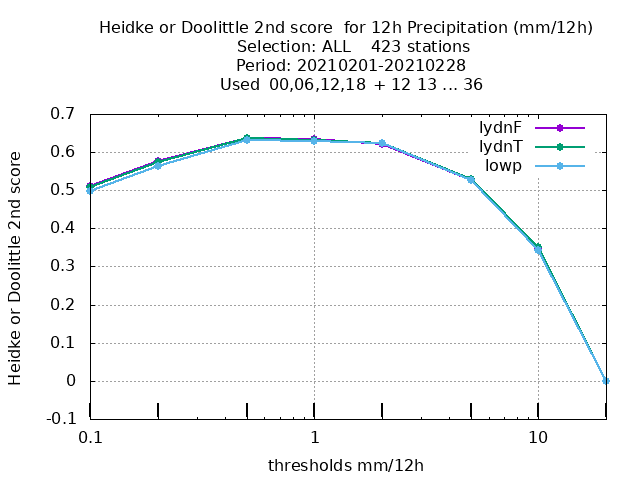 Heidke or Doolittle 2nd score  for 12h Precipitation (mm/12h)
Selection: ALL    423 stations
Period: 20210201-20210228
Used  00,06,12,18  + 12 13 ... 36
Heidke or Doolittle 2nd score
0.7
0.6
0.5
0.4
0.3
0.2
0.1
0
-0.1
lydnF
lydnT
lowp
0.1
1
10
thresholds mm/12h